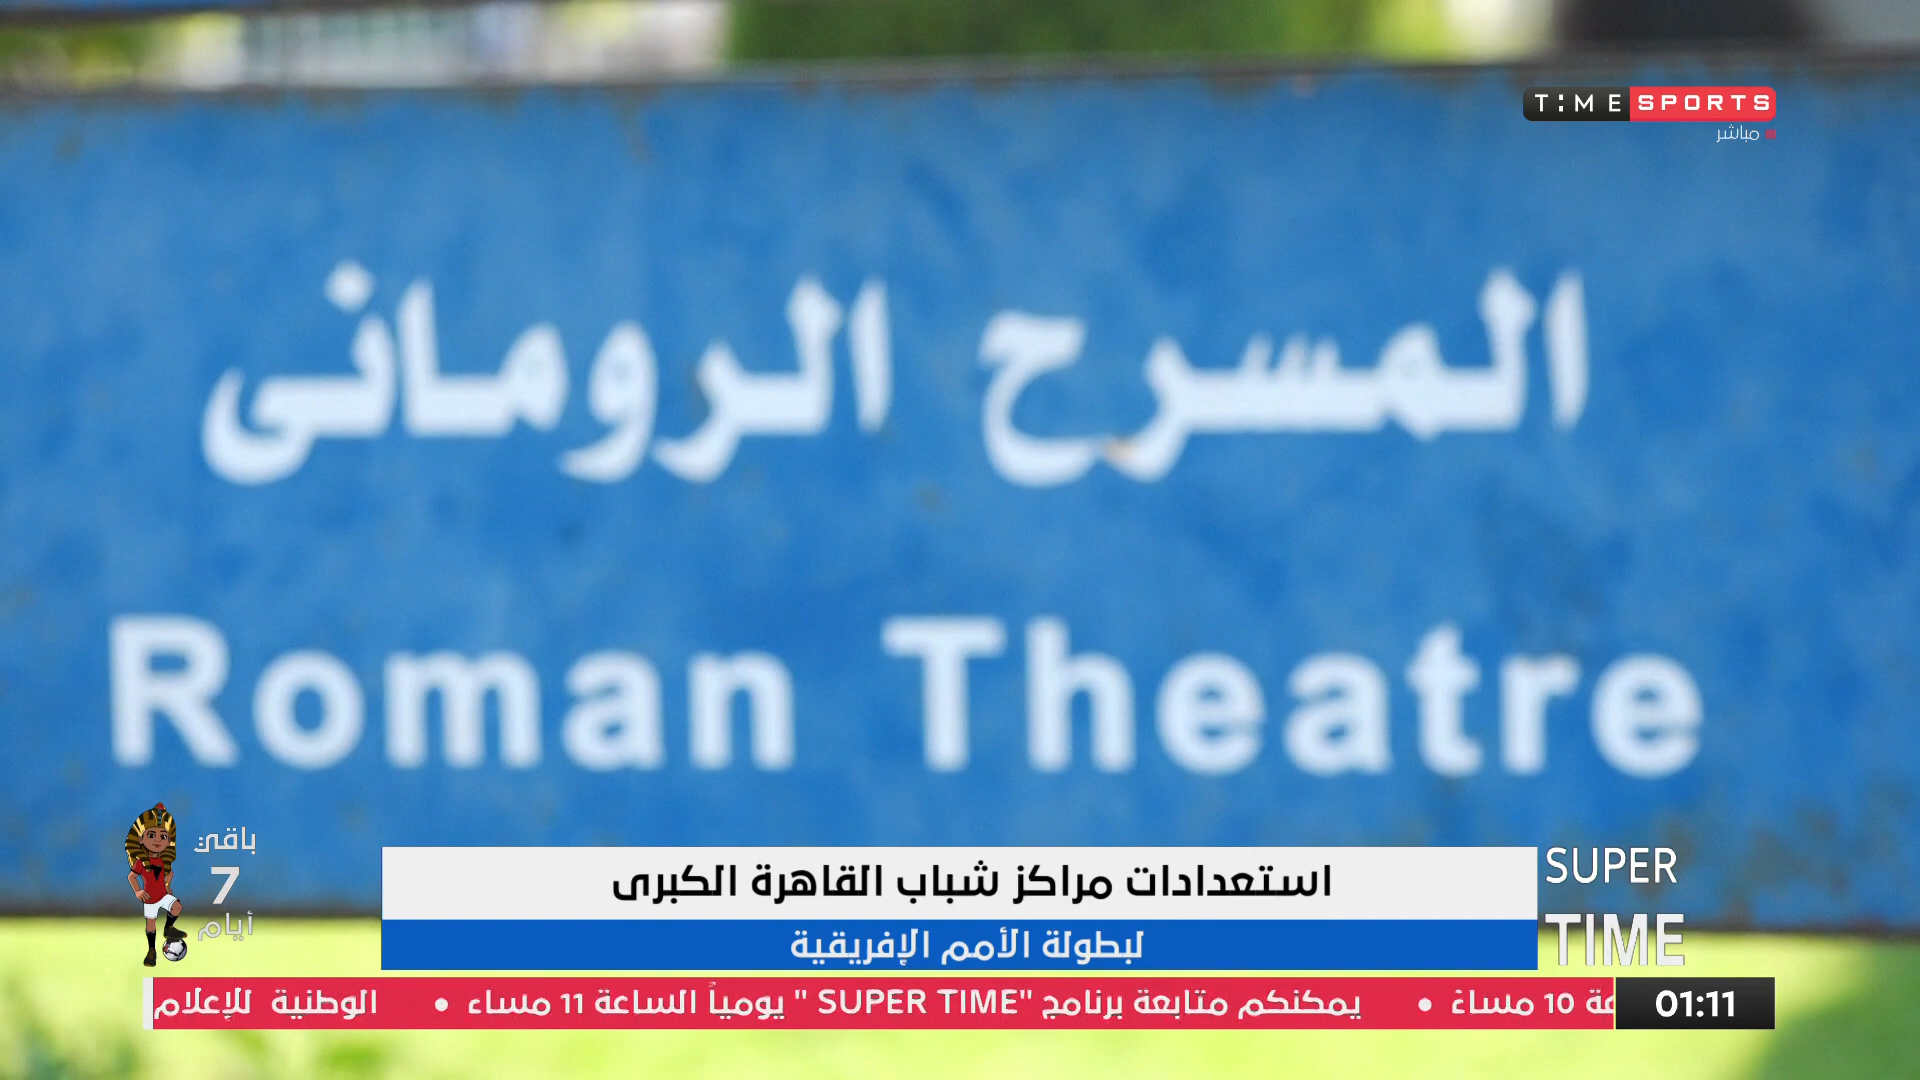 TIME SPORTS
مباشر
المسرح الرومانى
Roman Theatre
باقي
7
أيام
استعدادات مراكز شباب القاهرة الكبرى
لبطولة الأمم الإفريقية
SUPER
TIME
عة 10 مساءً • يمكنكم متابعة برنامج "SUPER TIME " يومياً الساعة 11 مساء • الوطنية للإعلام
01:11